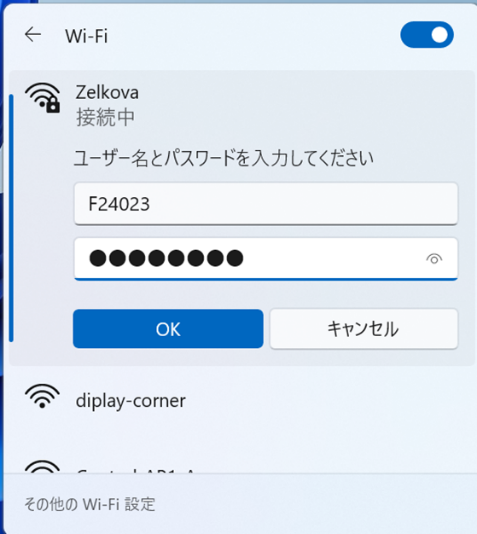 Wi-Fi
Zelkova
接続中
ユーザー名とパスワードを入力してください
F24023
●●●●●●●●
OK
キャンセル
diplay-corner
その他の Wi-Fi 設定